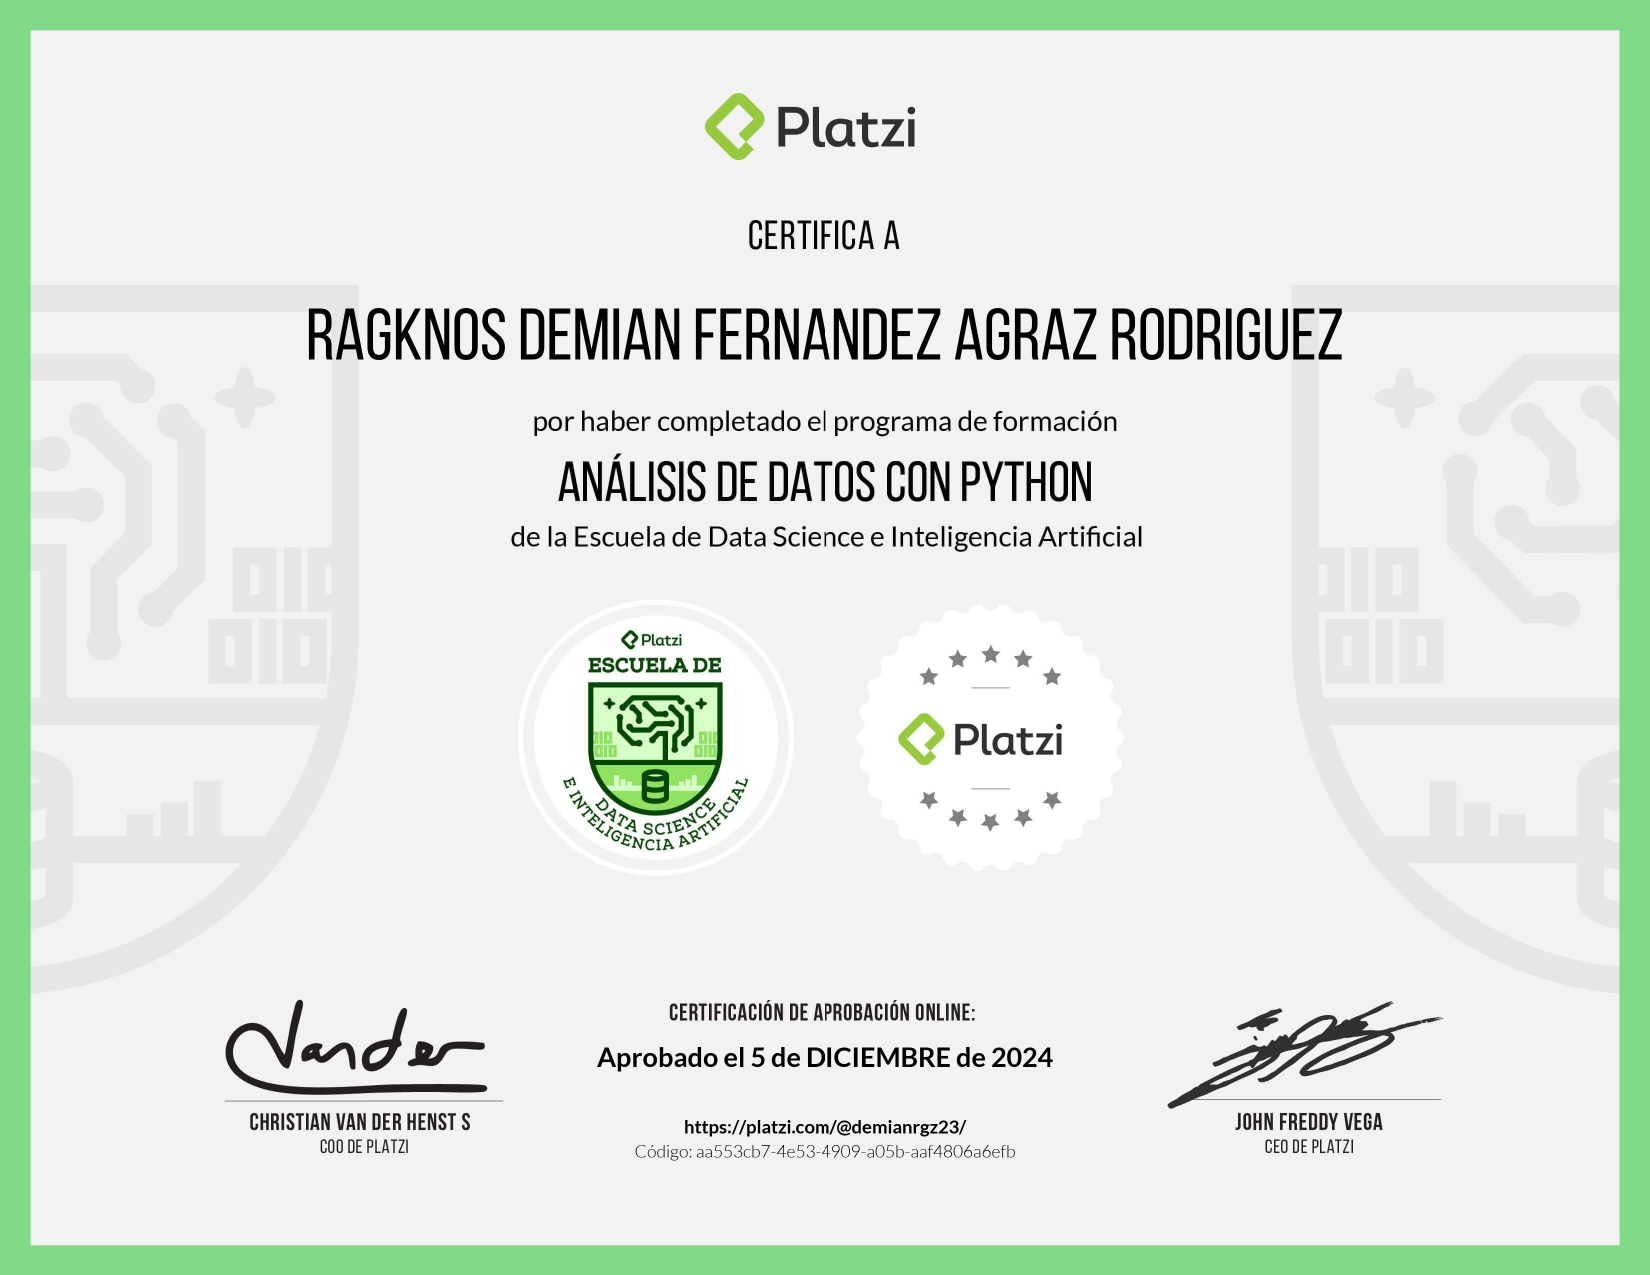 Platzi
CERTIFICA A
RAGKNOS DEMIAN FERNANDEZ AGRAZ RODRIGUEZ
por haber completado el programa de formación
ANÁLISIS DE DATOS CON PYTHON
de la Escuela de Data Science e Inteligencia Artificial
Platzi
ESCUELA DE
DATA SCIENCE
E INTELIGENCIA ARTIFICIAL
Platzi
Vander
CHRISTIAN VAN DER HENST S
COO DE PLATZI
CERTIFICACIÓN DE APROBACIÓN ONLINE:
Aprobado el 5 de DICIEMBRE de 2024
https://platzi.com/@demianrgz23/
Código: aa553cb7-4e53-4909-a05b-aaf4806a6efb
JOHN FREDDY VEGA
CEO DE PLATZI